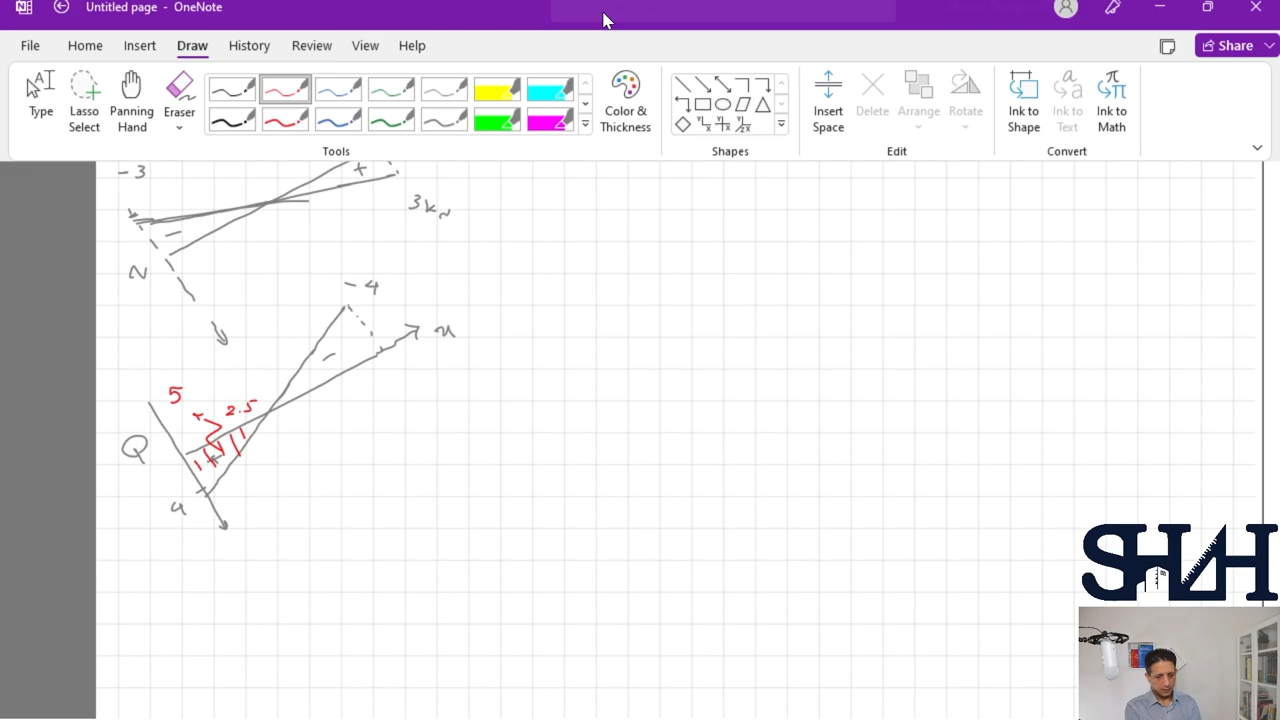 Untitled page - OneNote
File Home Insert Draw History Review View Help
Share
Type
Lasso Select
Panning Hand
Eraser
Color & Thickness
Insert Space
Delete
Arrange
Rotate
Ink to Shape
Ink to Text
Ink to Math
Tools
Shapes
Edit
Convert
- 3
+
3kN
-
N
- 4
-
x
5
2.5
Q
+
4
SHAH